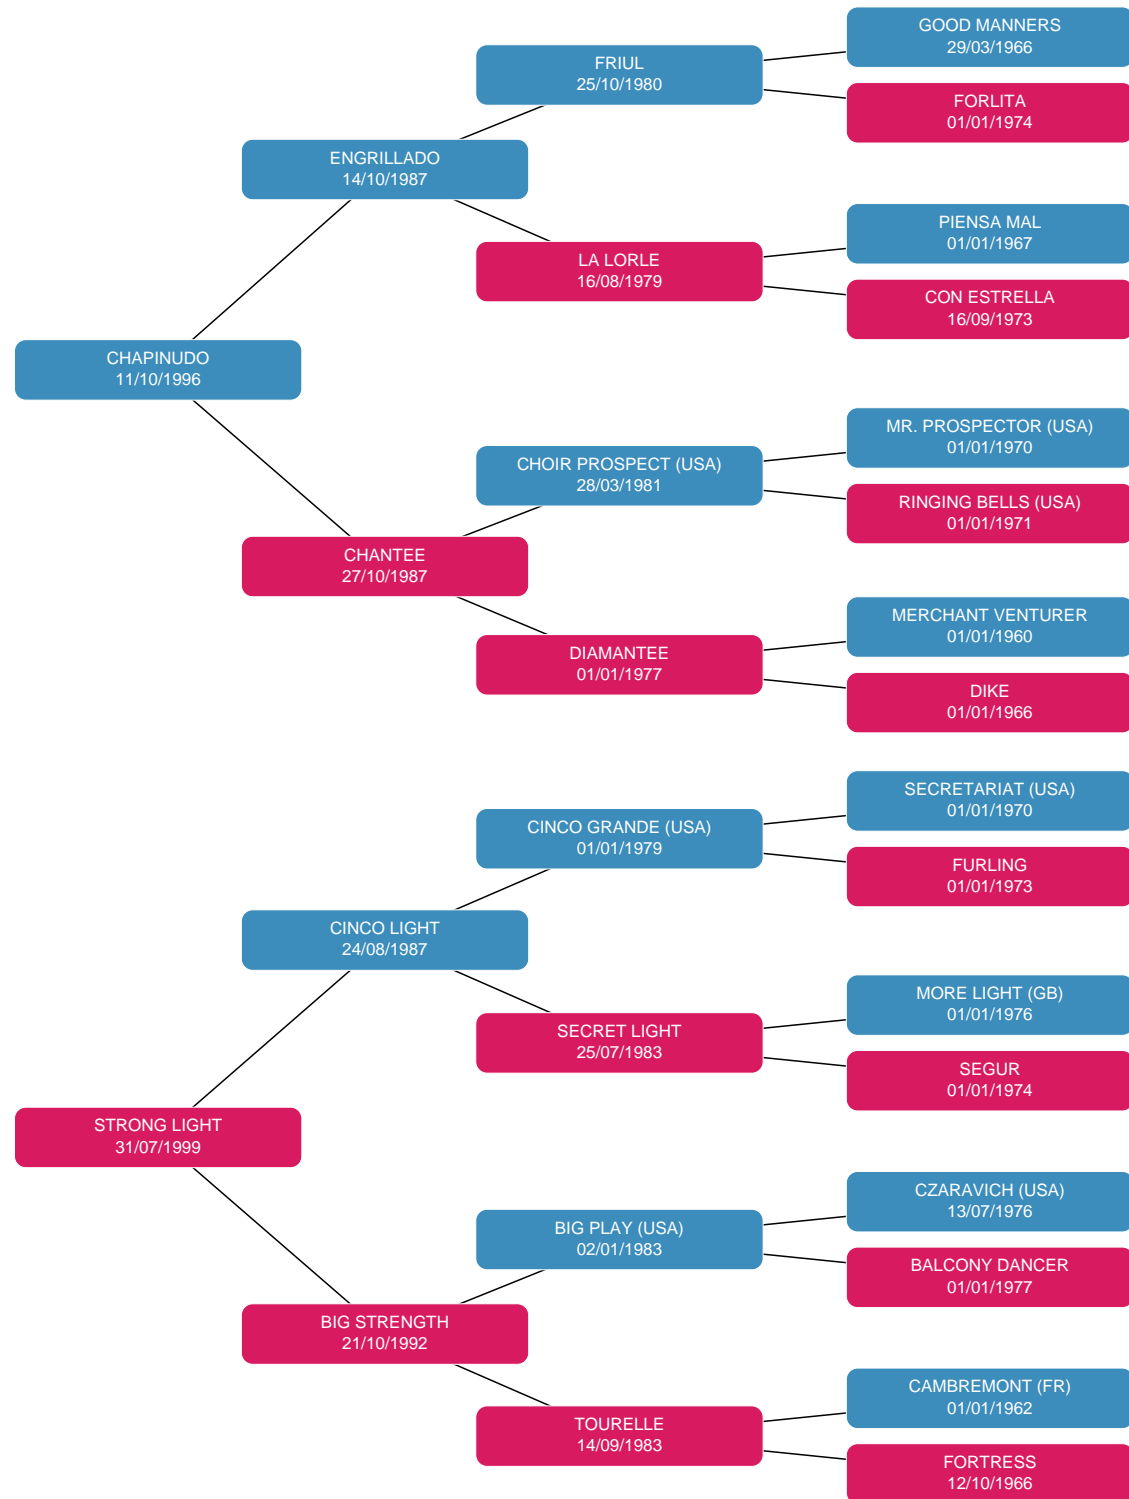 GOOD MANNERS
29/03/1966
FRIUL
25/10/1980
FORLITA
01/01/1974
ENGRILLADO
14/10/1987
PIENSA MAL
01/01/1967
LA LORLE
16/08/1979
CON ESTRELLA
16/09/1973
CHAPINUDO
11/10/1996
MR. PROSPECTOR (USA)
01/01/1970
CHOIR PROSPECT (USA)
28/03/1981
RINGING BELLS (USA)
01/01/1971
CHANTEE
27/10/1987
MERCHANT VENTURER
01/01/1960
DIAMANTEE
01/01/1977
DIKE
01/01/1966
SECRETARIAT (USA)
01/01/1970
CINCO GRANDE (USA)
01/01/1979
FURLING
01/01/1973
CINCO LIGHT
24/08/1987
MORE LIGHT (GB)
01/01/1976
SECRET LIGHT
25/07/1983
SEGUR
01/01/1974
STRONG LIGHT
31/07/1999
CZARAVICH (USA)
13/07/1976
BIG PLAY (USA)
02/01/1983
BALCONY DANCER
01/01/1977
BIG STRENGTH
21/10/1992
CAMBREMONT (FR)
01/01/1962
TOURELLE
14/09/1983
FORTRESS
12/10/1966